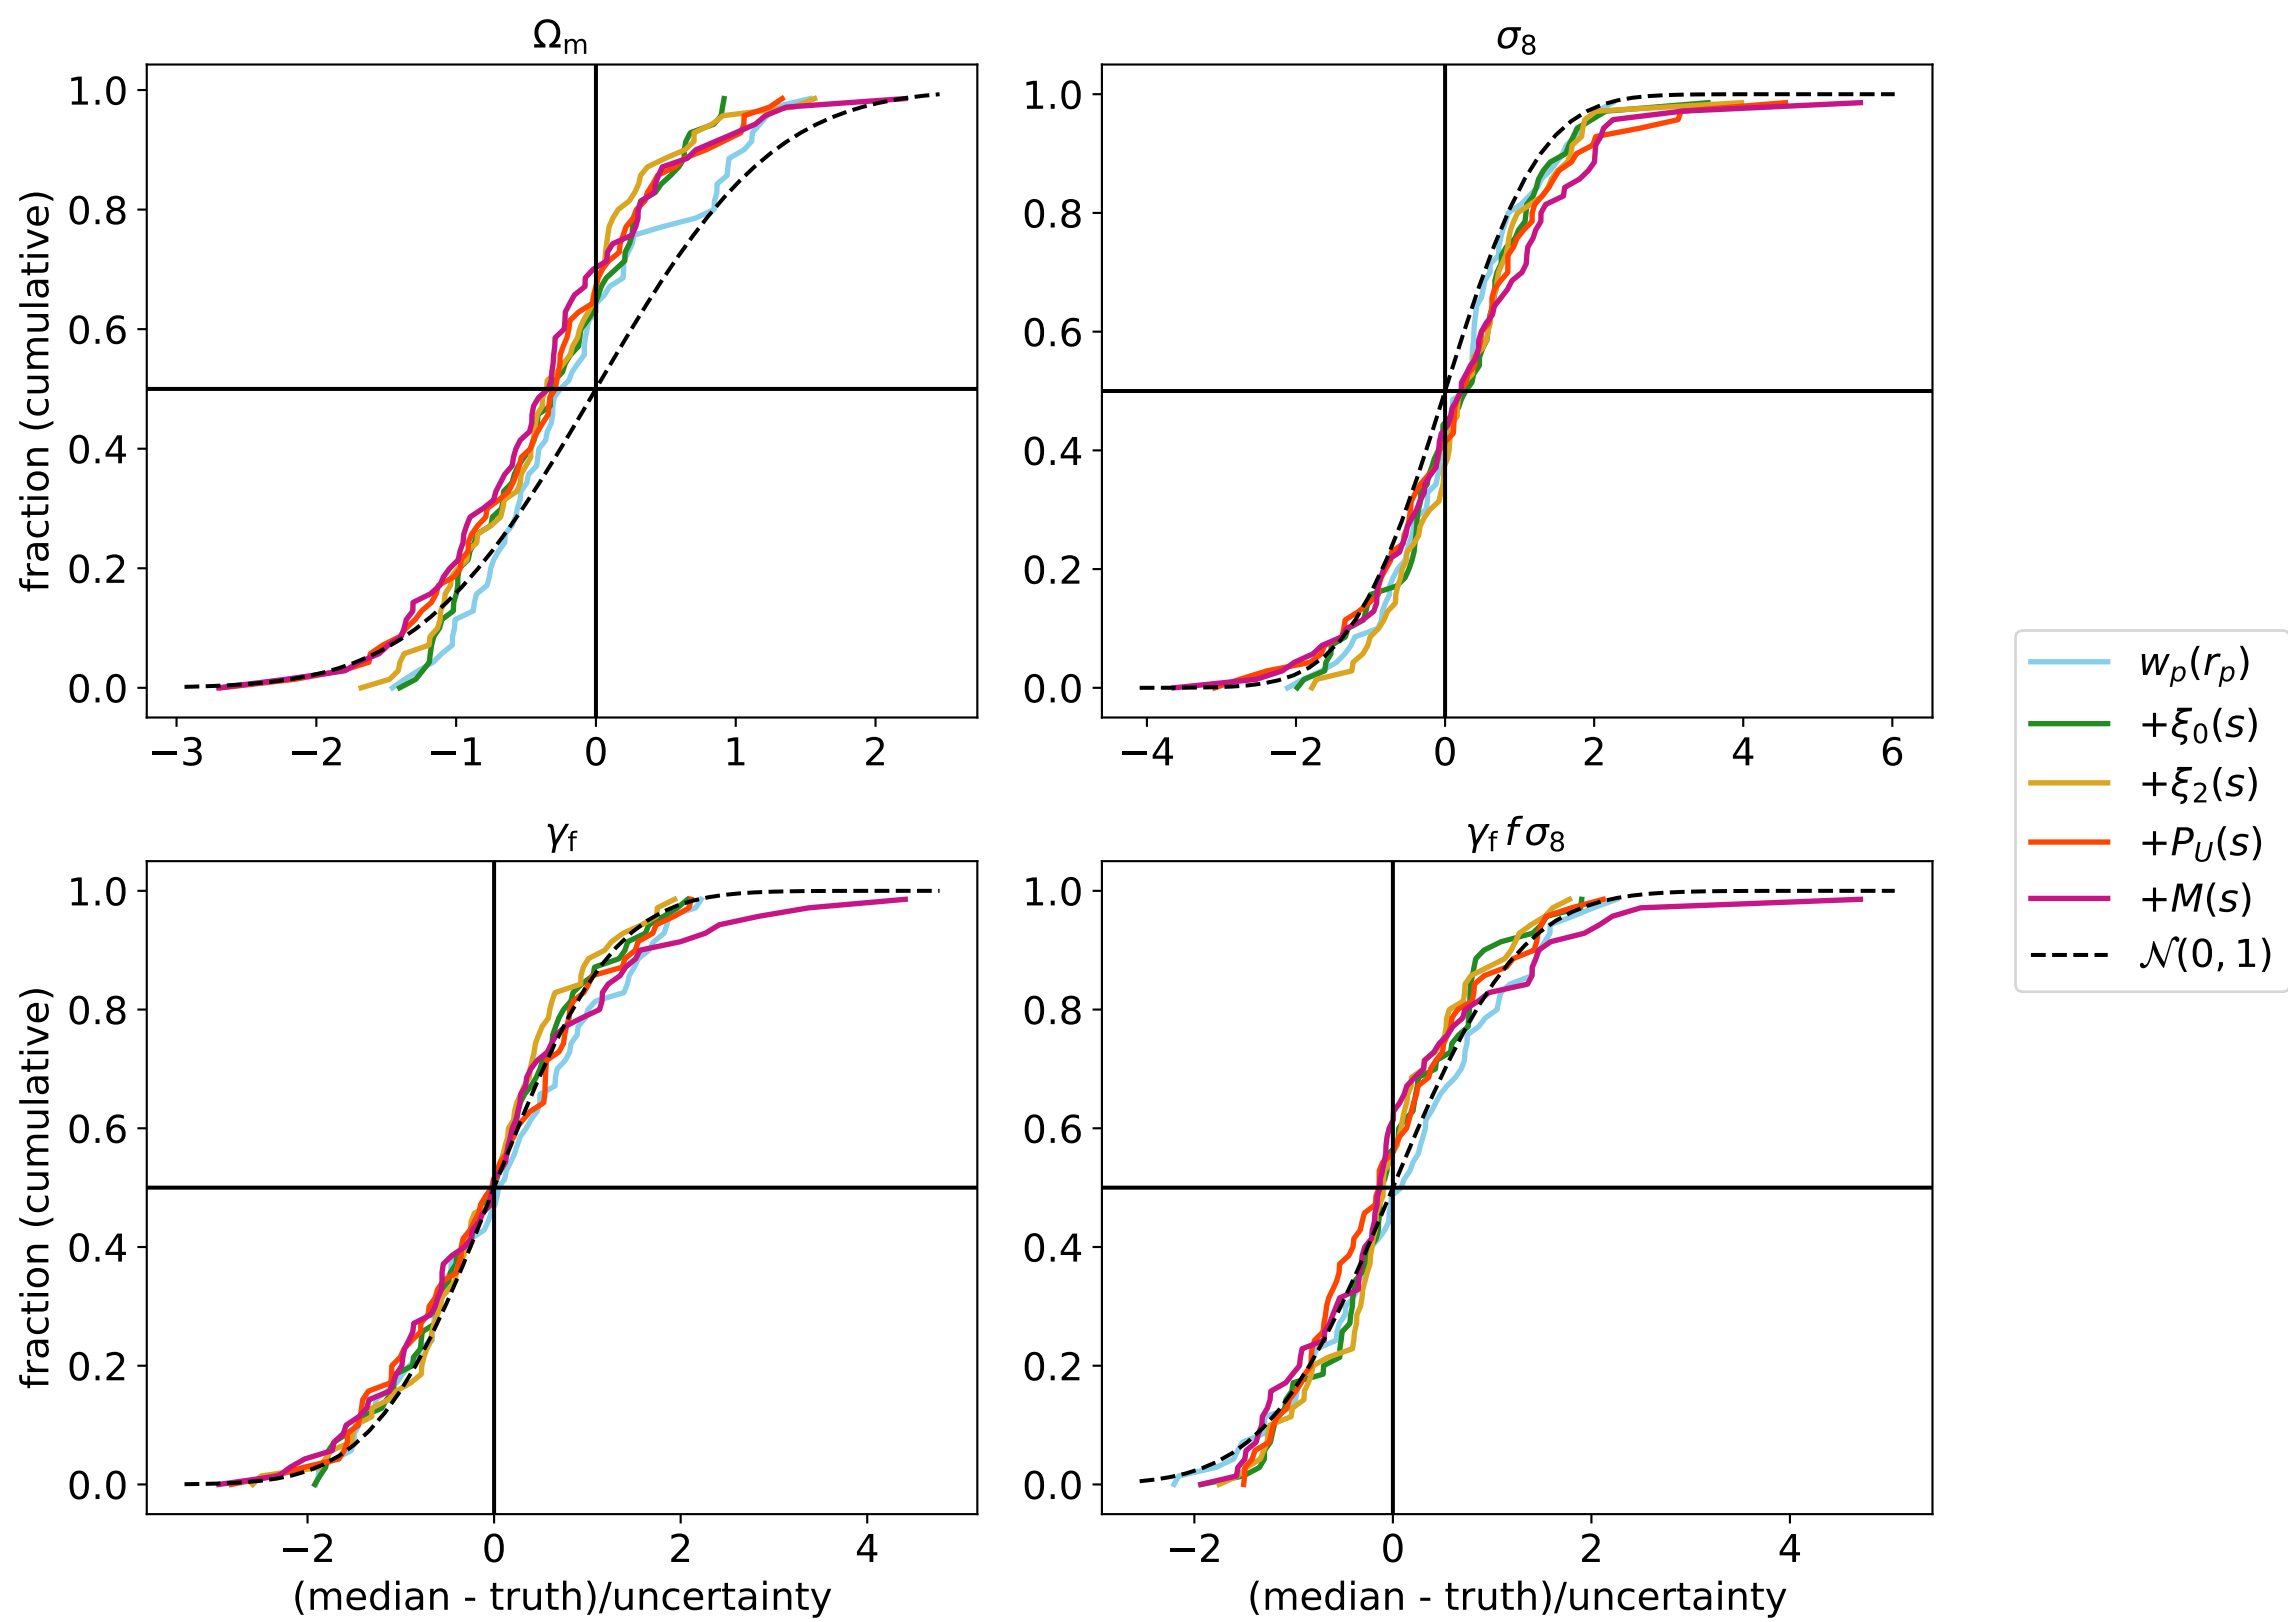 Ωm
σ8
fraction (cumulative)
1.0
0.8
0.6
0.4
0.2
0.0
−3 −2 −1 0 1 2
1.0
0.8
0.6
0.4
0.2
0.0
−4 −2 0 2 4 6
γf
γf f σ8
fraction (cumulative)
1.0
0.8
0.6
0.4
0.2
0.0
−2 0 2 4
(median - truth)/uncertainty
1.0
0.8
0.6
0.4
0.2
0.0
−2 0 2 4
(median - truth)/uncertainty
wp(rp)
+ξ0(s)
+ξ2(s)
+PU(s)
+M(s)
𝒩(0, 1)